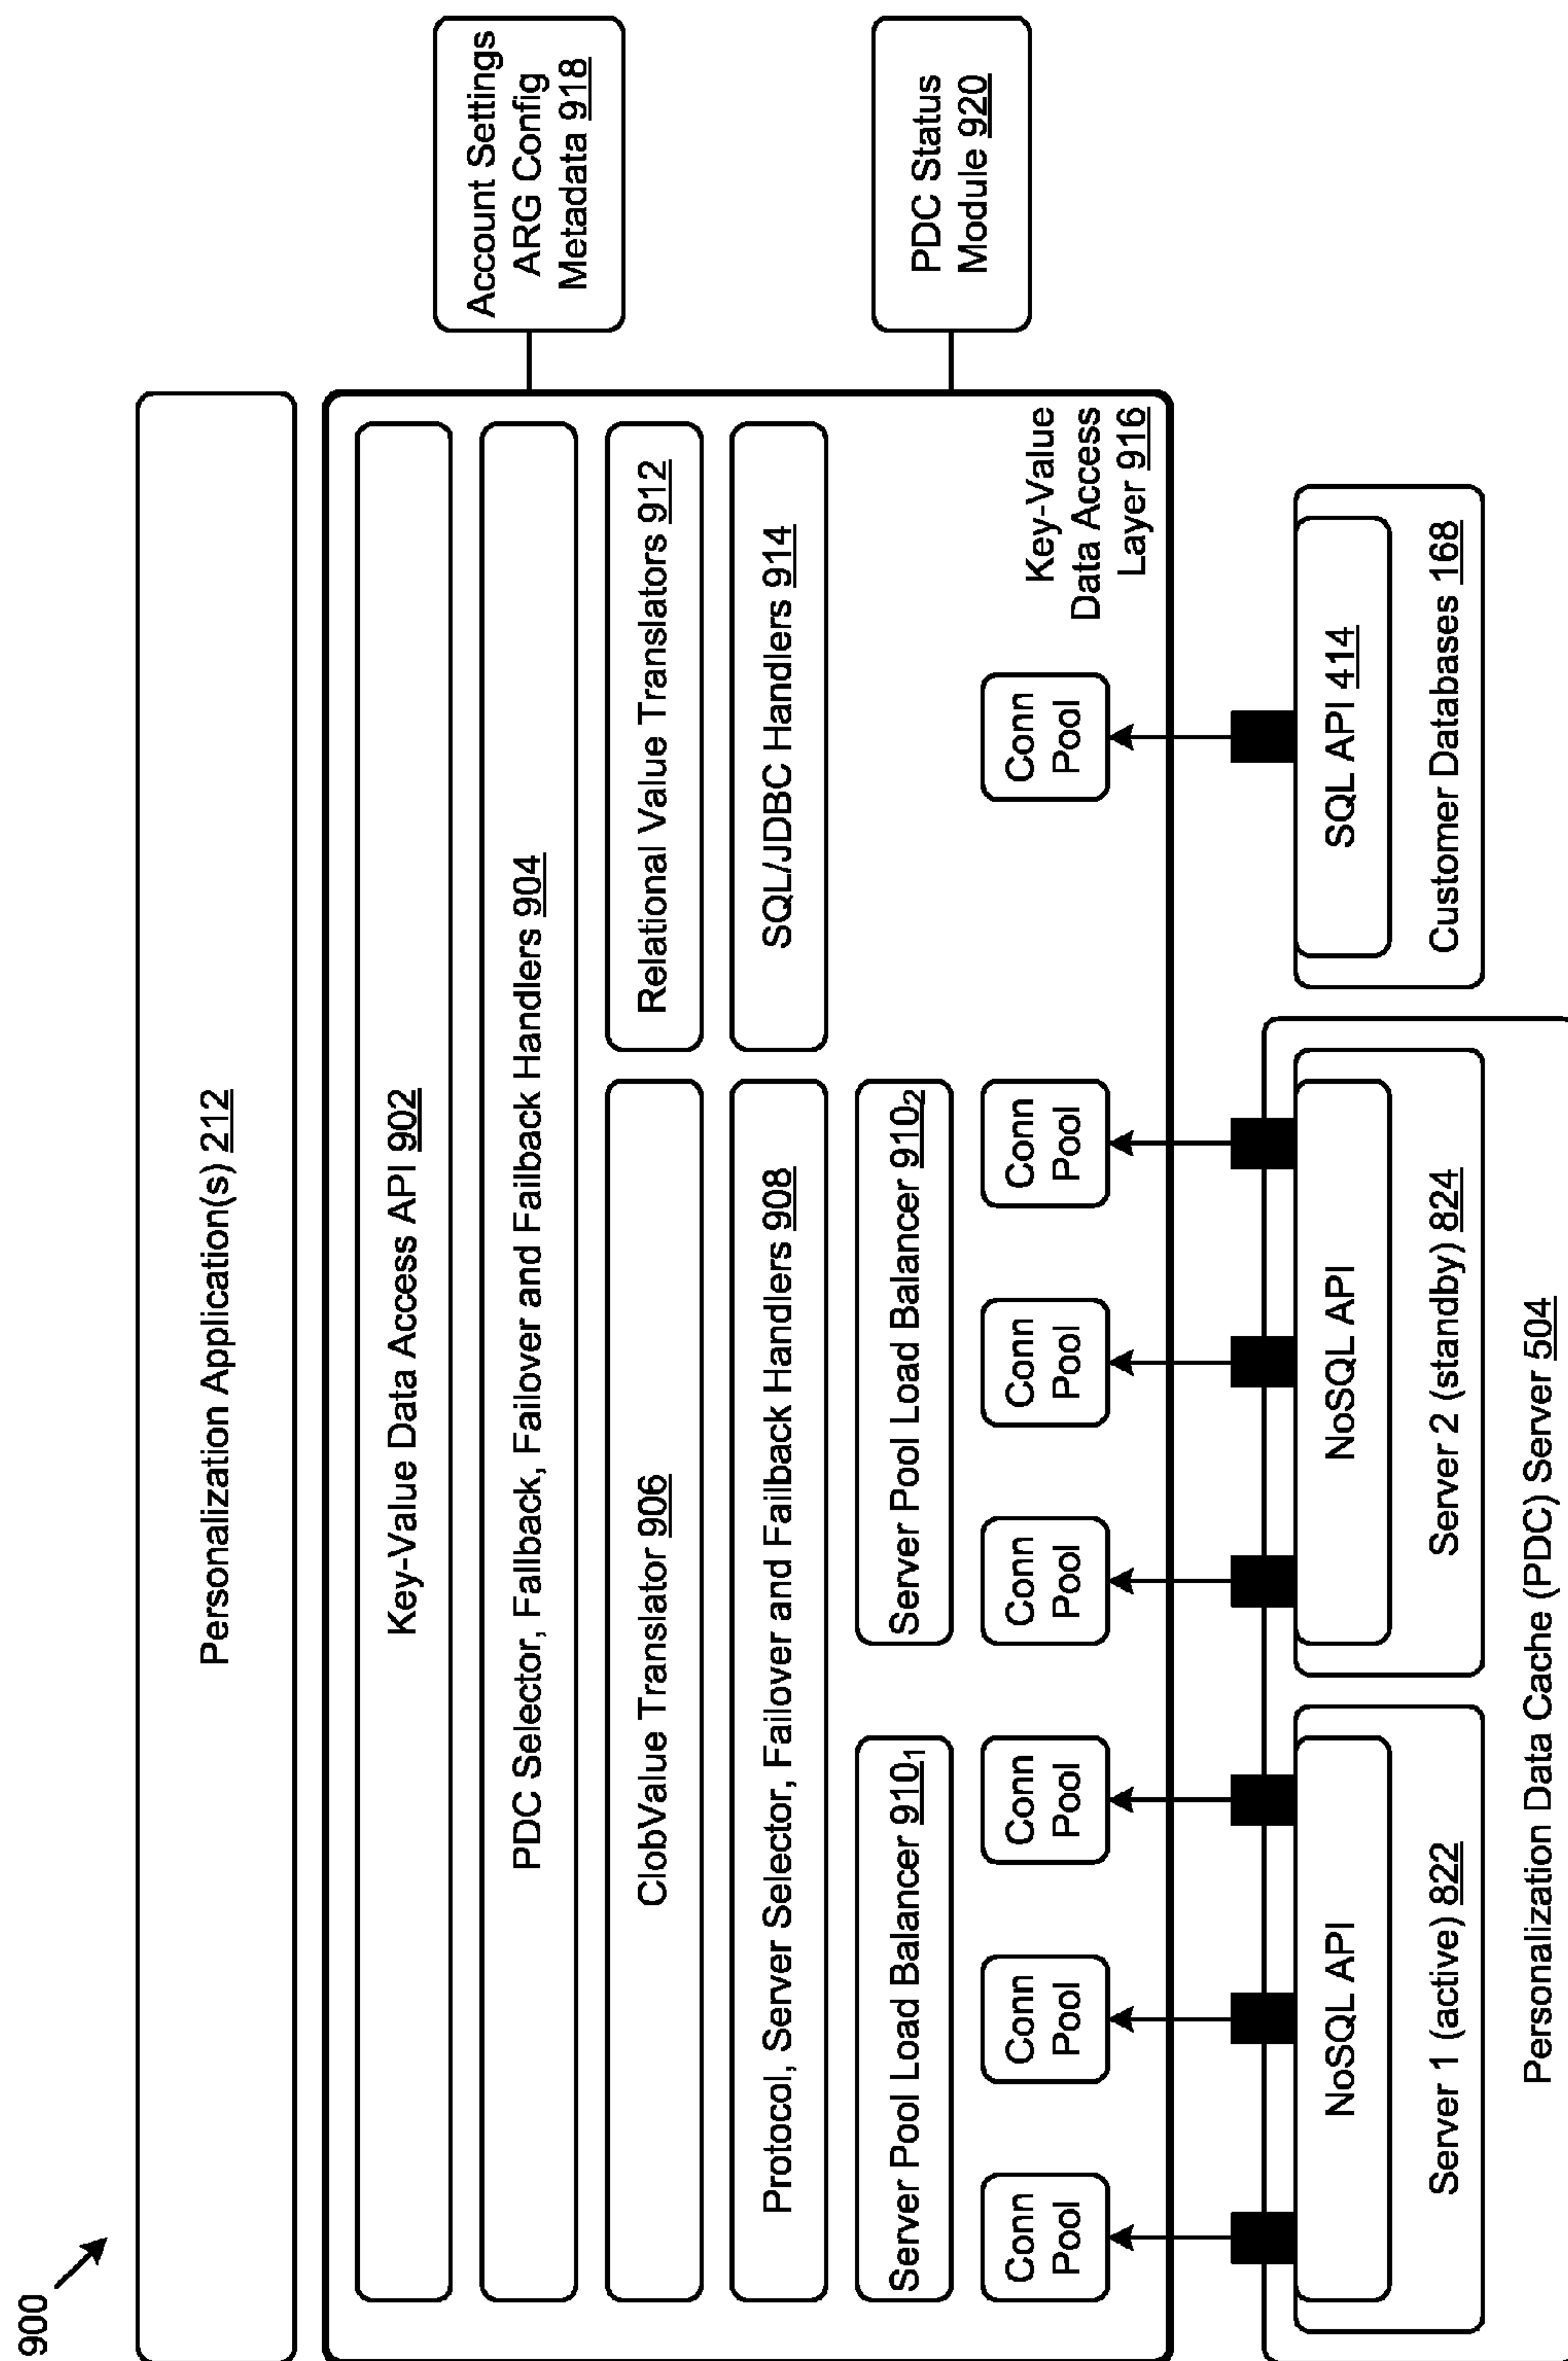 900
Personalization Application(s) 212
Key-Value Data Access API 902
PDC Selector, Fallback, Failover and Failback Handlers 904
ClobValue Translator 906
Relational Value Translators 912
Protocol, Server Selector, Failover and Failback Handlers 908
SQL/JDBC Handlers 914
Server Pool Load Balancer 910₁
Server Pool Load Balancer 910₂
Conn
Pool
Conn
Pool
Conn
Pool
Conn
Pool
Conn
Pool
Conn
Pool
Conn
Pool
Key-Value
Data Access
Layer 916
Account Settings
ARG Config
Metadata 918
PDC Status
Module 920
NoSQL API
Server 1 (active) 822
NoSQL API
Server 2 (standby) 824
Personalization Data Cache (PDC) Server 504
SQL API 414
Customer Databases 168